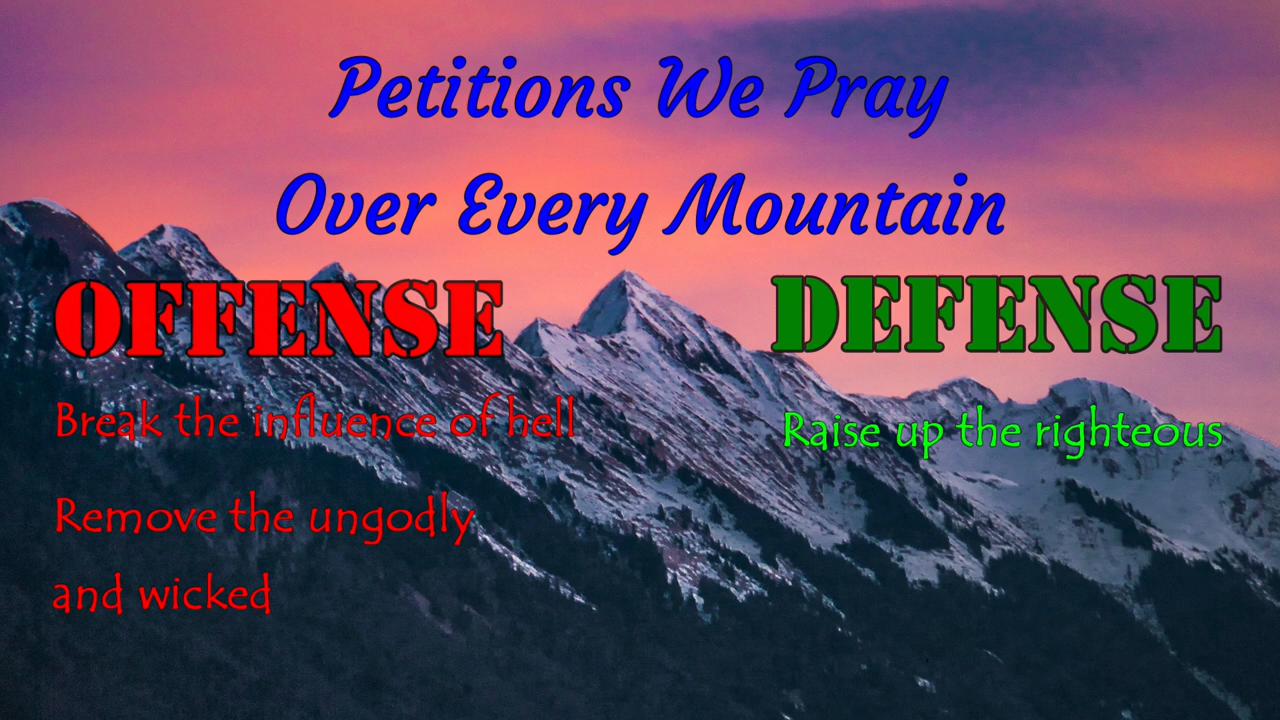 Petitions We Pray
Over Every Mountain
OFFENSE
DEFENSE
Break the influence of hell
Raise up the righteous
Remove the ungodly
and wicked